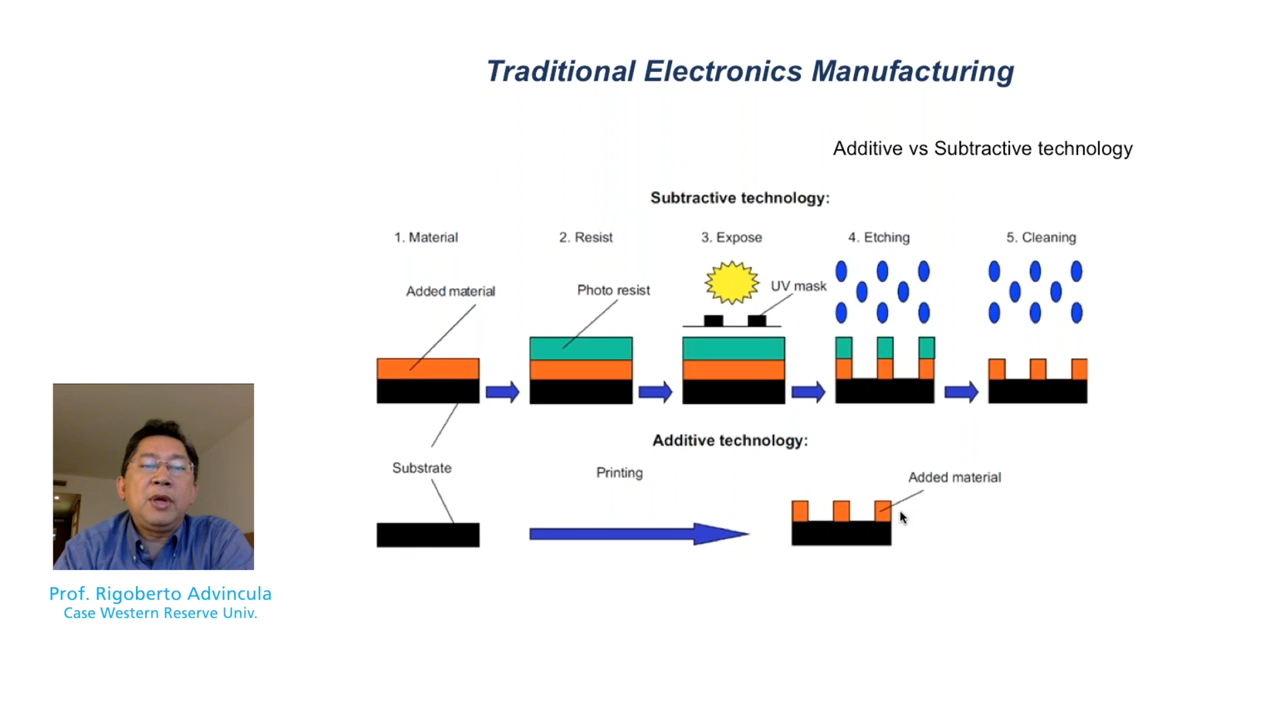 Traditional Electronics Manufacturing
Additive vs Subtractive technology
Subtractive technology:
1. Material
2. Resist
3. Expose
4. Etching
5. Cleaning
Added material
Photo resist
UV mask
Additive technology:
Substrate
Printing
Added material
Prof. Rigoberto Advincula
Case Western Reserve Univ.